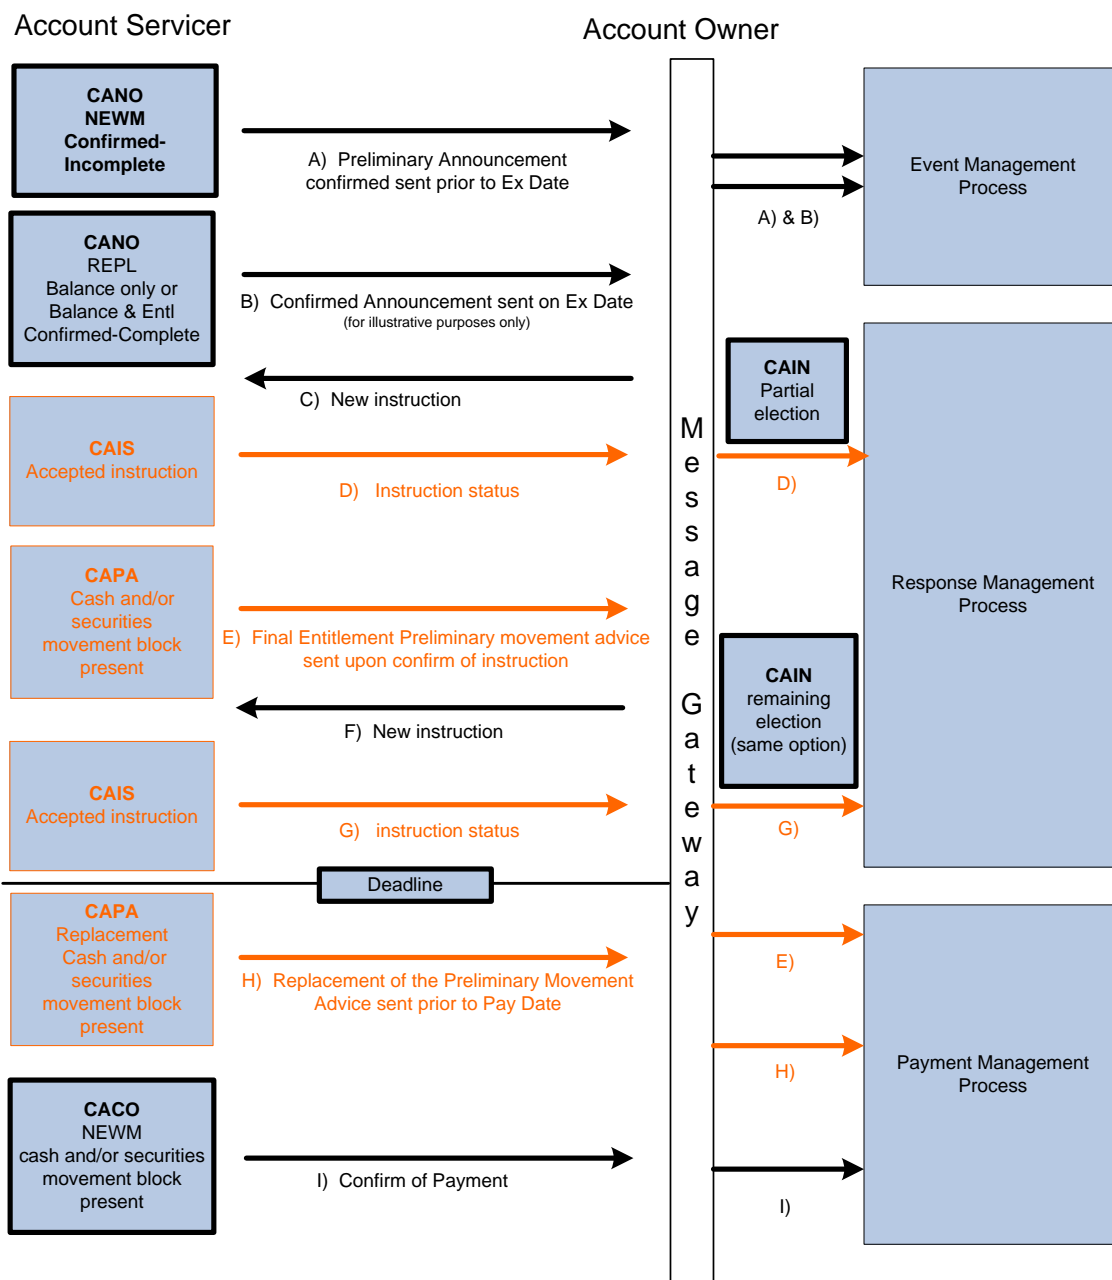 Account Servicer
Account Owner
CANO
NEWM
Confirmed-
Incomplete
A)  Preliminary Announcement
confirmed sent prior to Ex Date
A) & B)
Event Management
Process
CANO
REPL
Balance only or
Balance & Entl
Confirmed-Complete
B)  Confirmed Announcement sent on Ex Date
(for illustrative purposes only)
C)  New instruction
CAIN
Partial
election
CAIS
Accepted instruction
D)   Instruction status
D)
Message Gateway
Response Management
Process
CAPA
Cash and/or
securities
movement block
present
E)  Final Entitlement Preliminary movement advice
sent upon confirm of instruction
F)  New instruction
CAIN
remaining
election
(same option)
CAIS
Accepted instruction
G)   instruction status
G)
Deadline
CAPA
Replacement
Cash and/or
securities
movement block
present
H)  Replacement of the Preliminary Movement
Advice sent prior to Pay Date
E)
H)
Payment Management
Process
CACO
NEWM
cash and/or securities
movement block
present
I)  Confirm of Payment
I)